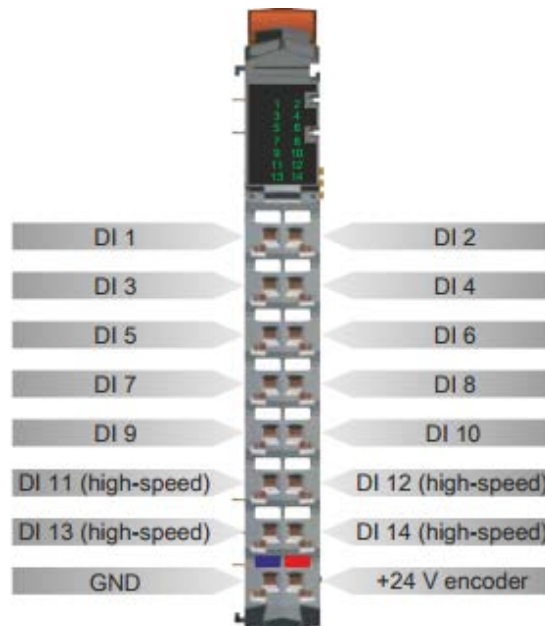 1 2
3 4
5 6
7 8
9 10
11 12
13 14
DI 1 DI 2
DI 3 DI 4
DI 5 DI 6
DI 7 DI 8
DI 9 DI 10
DI 11 (high-speed) DI 12 (high-speed)
DI 13 (high-speed) DI 14 (high-speed)
GND +24 V encoder